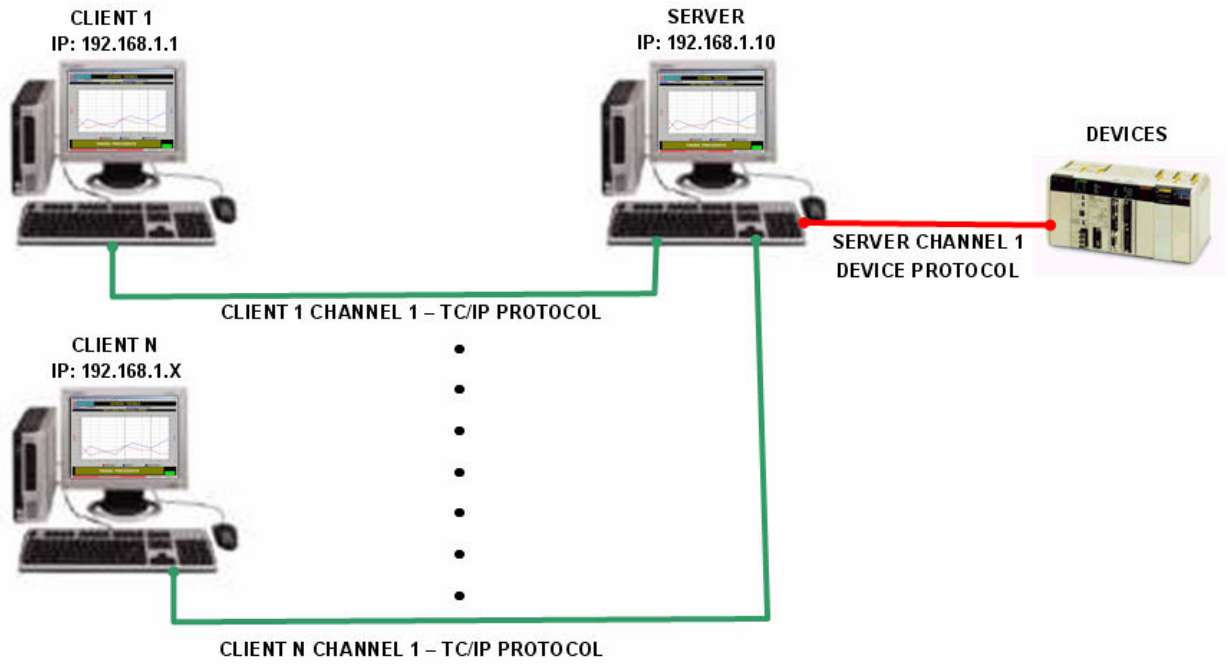 CLIENT 1
IP: 192.168.1.1
SERVER
IP: 192.168.1.10
DEVICES
SERVER CHANNEL 1
DEVICE PROTOCOL
CLIENT 1 CHANNEL 1 – TC/IP PROTOCOL
CLIENT N
IP: 192.168.1.X
CLIENT N CHANNEL 1 – TC/IP PROTOCOL